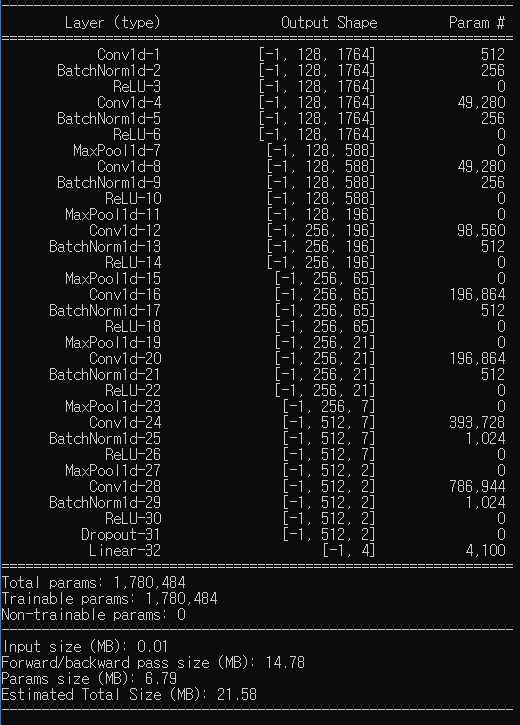 Layer (type) Output Shape Param #
Conv1d-1 [-1, 128, 1764] 512
BatchNorm1d-2 [-1, 128, 1764] 256
ReLU-3 [-1, 128, 1764] 0
Conv1d-4 [-1, 128, 1764] 49,280
BatchNorm1d-5 [-1, 128, 1764] 256
ReLU-6 [-1, 128, 1764] 0
MaxPool1d-7 [-1, 128, 588] 0
Conv1d-8 [-1, 128, 588] 49,280
BatchNorm1d-9 [-1, 128, 588] 256
ReLU-10 [-1, 128, 588] 0
MaxPool1d-11 [-1, 128, 196] 0
Conv1d-12 [-1, 256, 196] 98,560
BatchNorm1d-13 [-1, 256, 196] 512
ReLU-14 [-1, 256, 196] 0
MaxPool1d-15 [-1, 256, 65] 0
Conv1d-16 [-1, 256, 65] 196,864
BatchNorm1d-17 [-1, 256, 65] 512
ReLU-18 [-1, 256, 65] 0
MaxPool1d-19 [-1, 256, 21] 0
Conv1d-20 [-1, 256, 21] 196,864
BatchNorm1d-21 [-1, 256, 21] 512
ReLU-22 [-1, 256, 21] 0
MaxPool1d-23 [-1, 256, 7] 0
Conv1d-24 [-1, 512, 7] 393,728
BatchNorm1d-25 [-1, 512, 7] 1,024
ReLU-26 [-1, 512, 7] 0
MaxPool1d-27 [-1, 512, 2] 0
Conv1d-28 [-1, 512, 2] 786,944
BatchNorm1d-29 [-1, 512, 2] 1,024
ReLU-30 [-1, 512, 2] 0
Dropout-31 [-1, 512, 2] 0
Linear-32 [-1, 4] 4,100
Total params: 1,780,484
Trainable params: 1,780,484
Non-trainable params: 0
Input size (MB): 0.01
Forward/backward pass size (MB): 14.78
Params size (MB): 6.79
Estimated Total Size (MB): 21.58